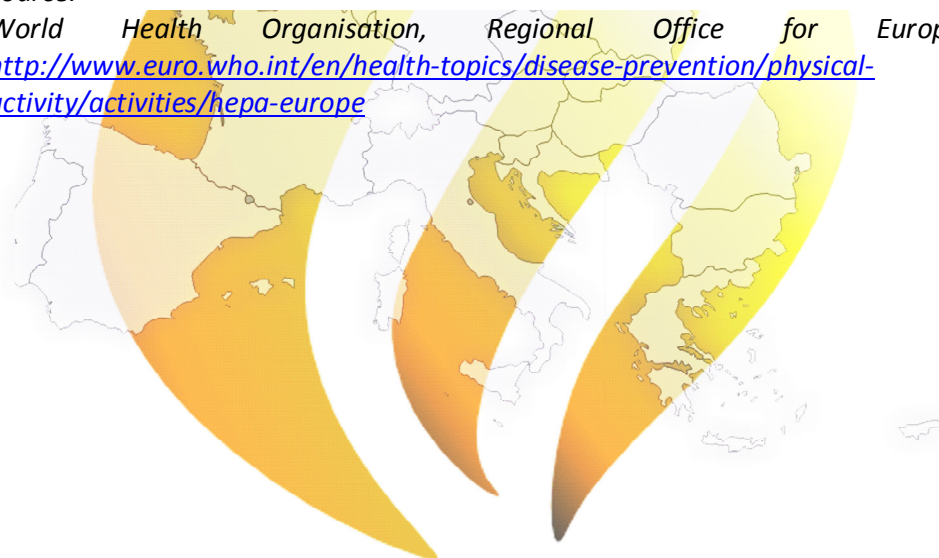 World Health Organisation, Regional Office for Europ
http://www.euro.who.int/en/health-topics/disease-prevention/physical-
activity/activities/hepa-europe